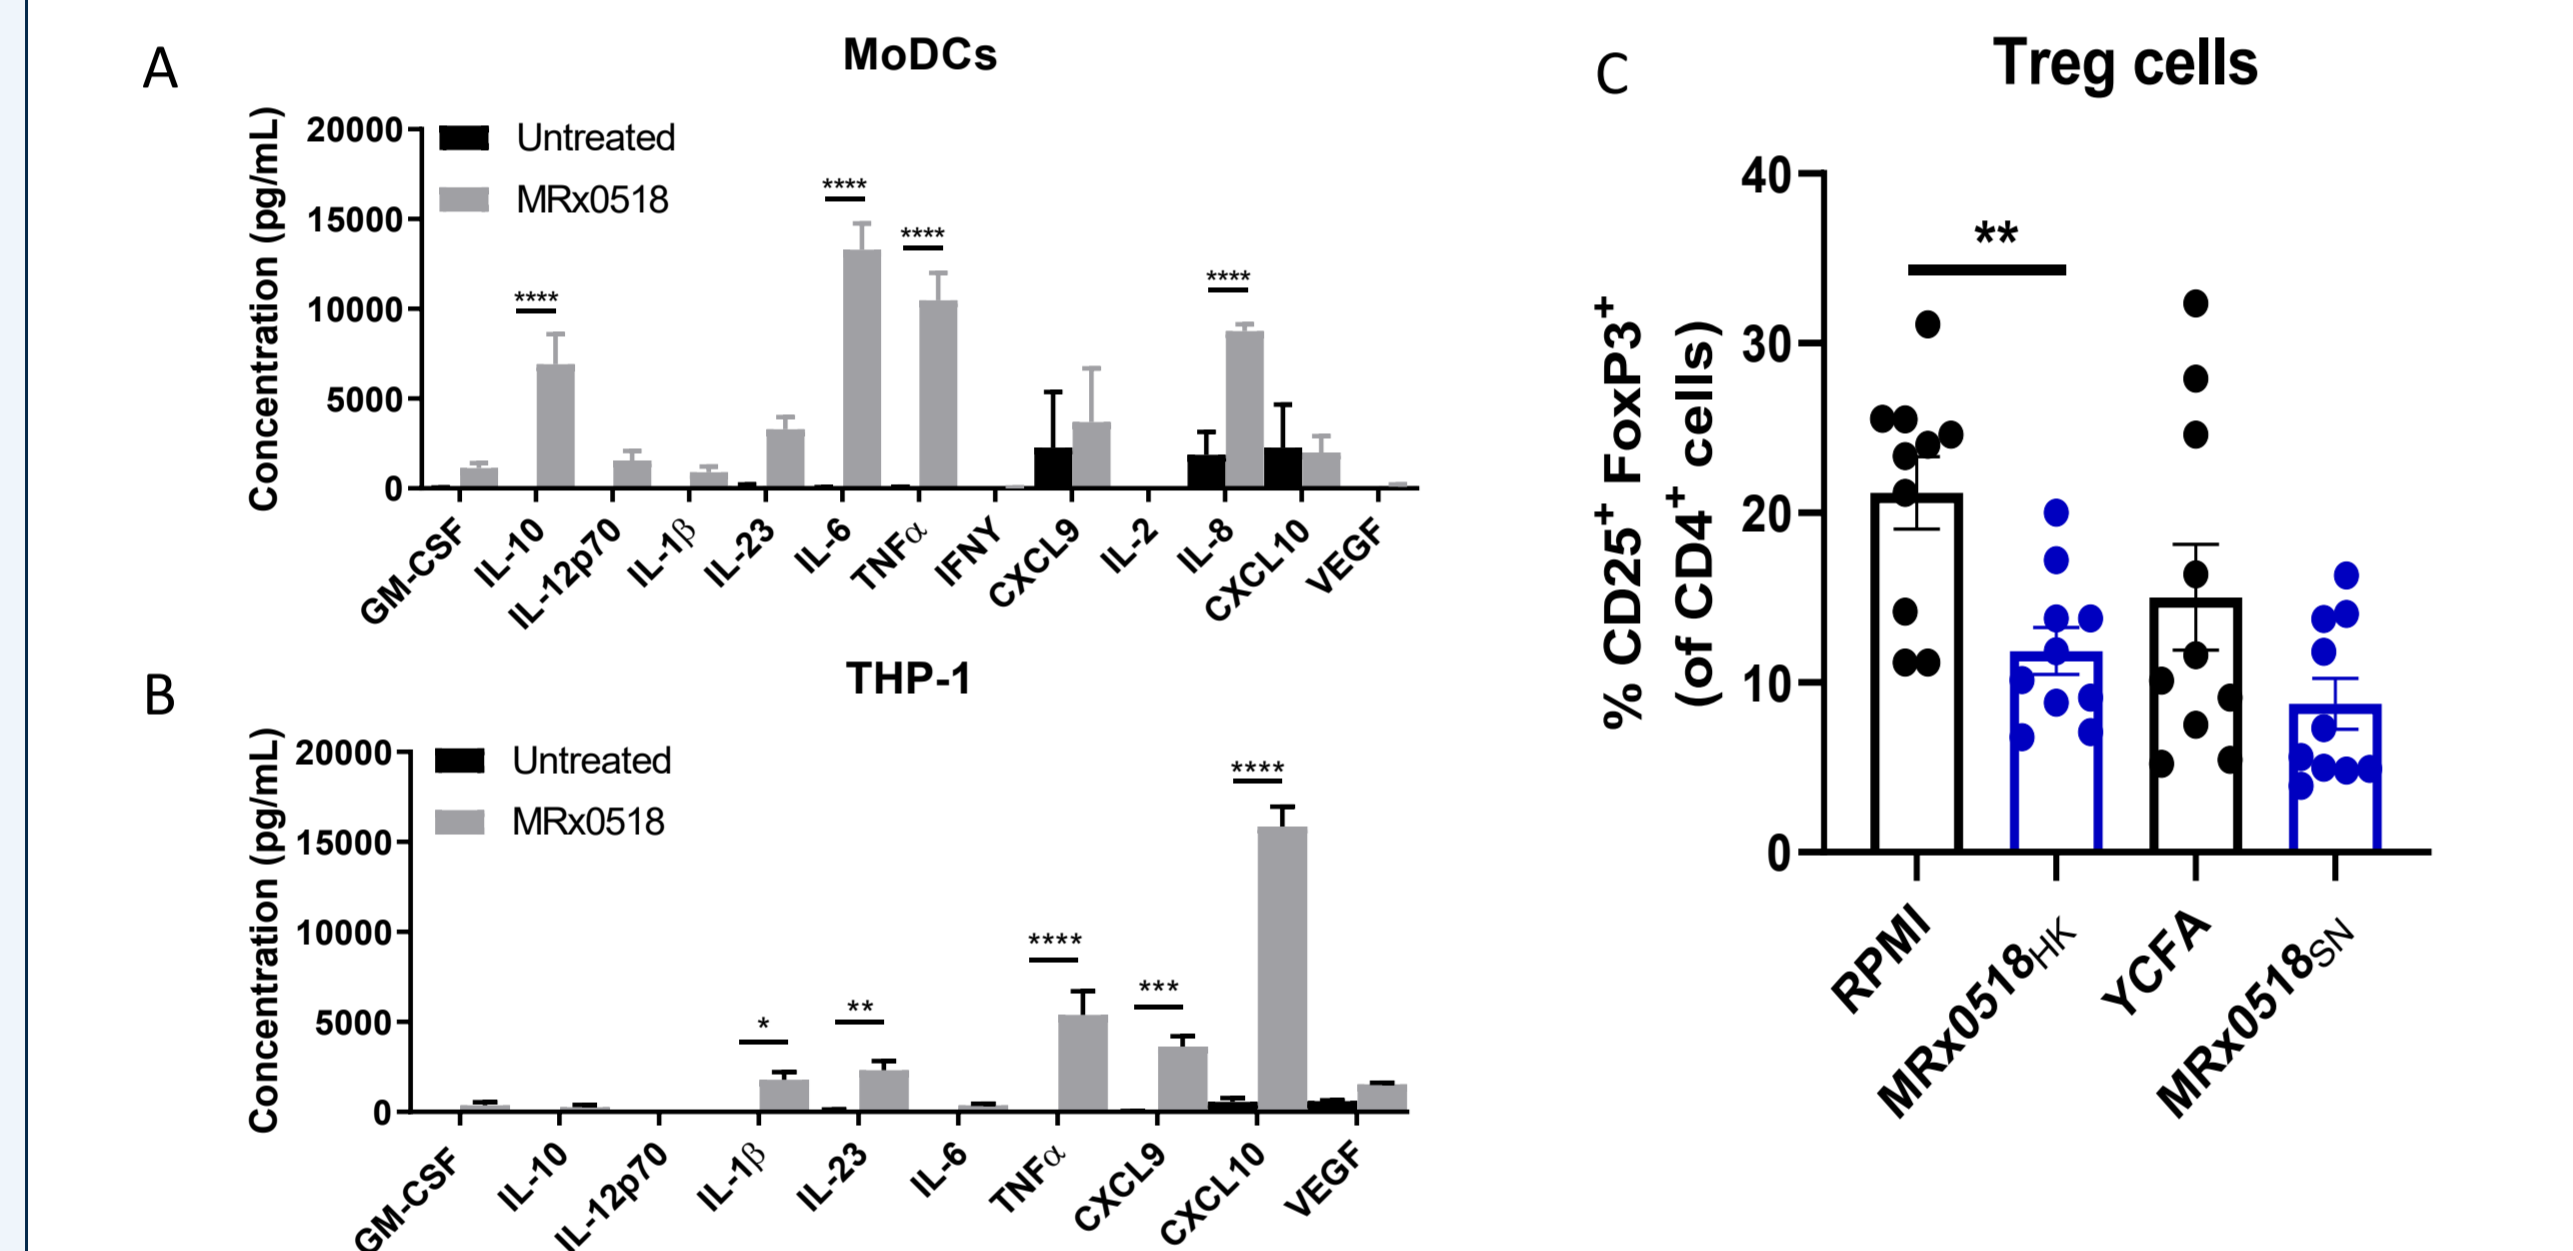 A
MoDCs
Concentration (pg/mL)
20000
15000
10000
5000
0
Untreated
MRx0518
****
****
****
****
GM-CSF
IL-10
IL-12p70
IL-1β
IL-23
IL-6
TNFα
IFNY
CXCL9
IL-2
IL-8
CXCL10
VEGF
B
THP-1
Concentration (pg/mL)
20000
15000
10000
5000
0
Untreated
MRx0518
*
**
****
***
****
GM-CSF
IL-10
IL-12p70
IL-1β
IL-23
IL-6
TNFα
CXCL9
CXCL10
VEGF
C
Treg cells
% CD25⁺ FoxP3⁺
(of CD4⁺ cells)
40
30
20
10
0
**
RPMI
MRx0518HK
YCFA
MRx0518SN